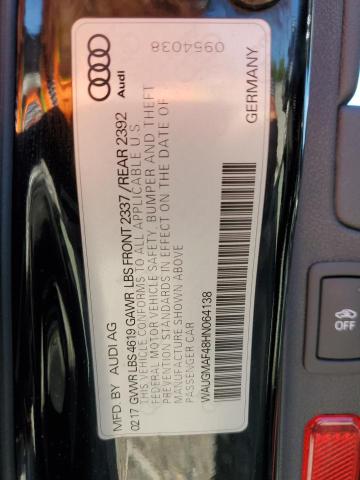 MFD. BY AUDI AG
02 17 GVWR LBS 4619 GAWR LBS FRONT 2337 / REAR 2392
THIS VEHICLE CONFORMS TO ALL APPLICABLE U.S.
FEDERAL MOTOR VEHICLE SAFETY, BUMPER AND THEFT
PREVENTION STANDARDS IN EFFECT ON THE DATE OF
MANUFACTURE SHOWN ABOVE
PASSENGER CAR
WAUGMAF48HN064138
Audi
0954038
GERMANY
OFF